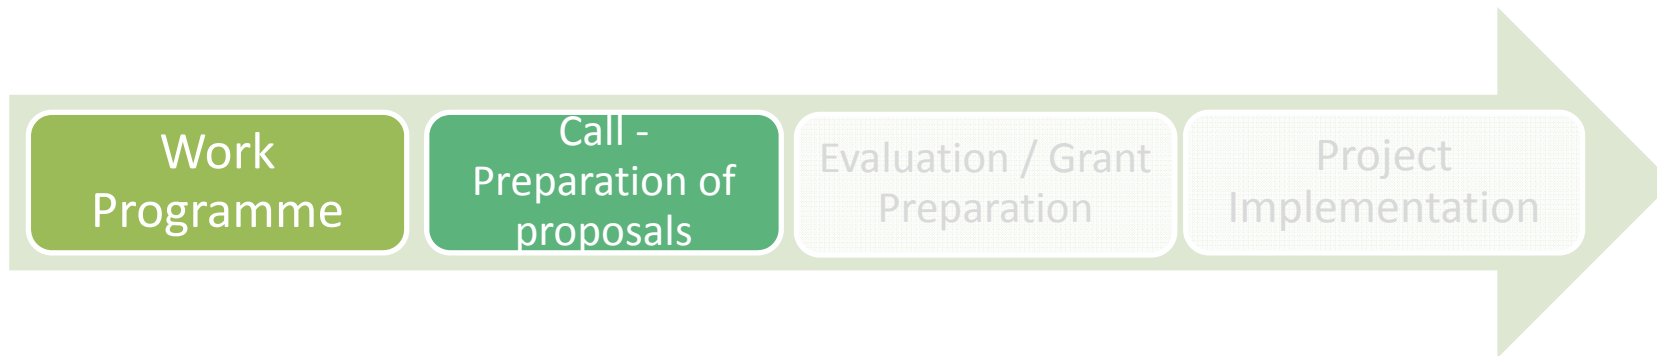 Work
Programme
Call -
Preparation of
proposals
Evaluation / Grant
Preparation
Project
Implementation